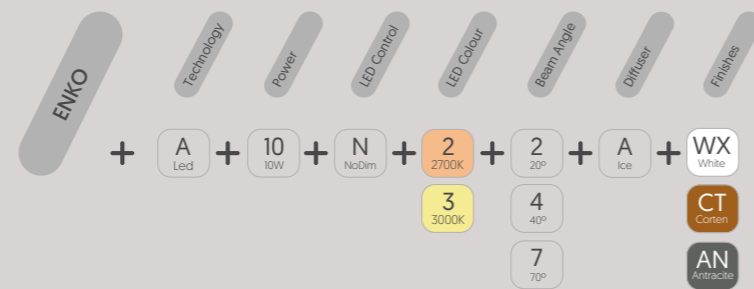 ENKO
Technology
Power
LED Control
LED Colour
Beam Angle
Diffuser
Finishes
+ A + 10 + N + 2 + 2 + A + WX
Led 10W NoDim 2700K 20º Ice White
3 4 CT
3000K 40º Corten
7 AN
70º Antracite